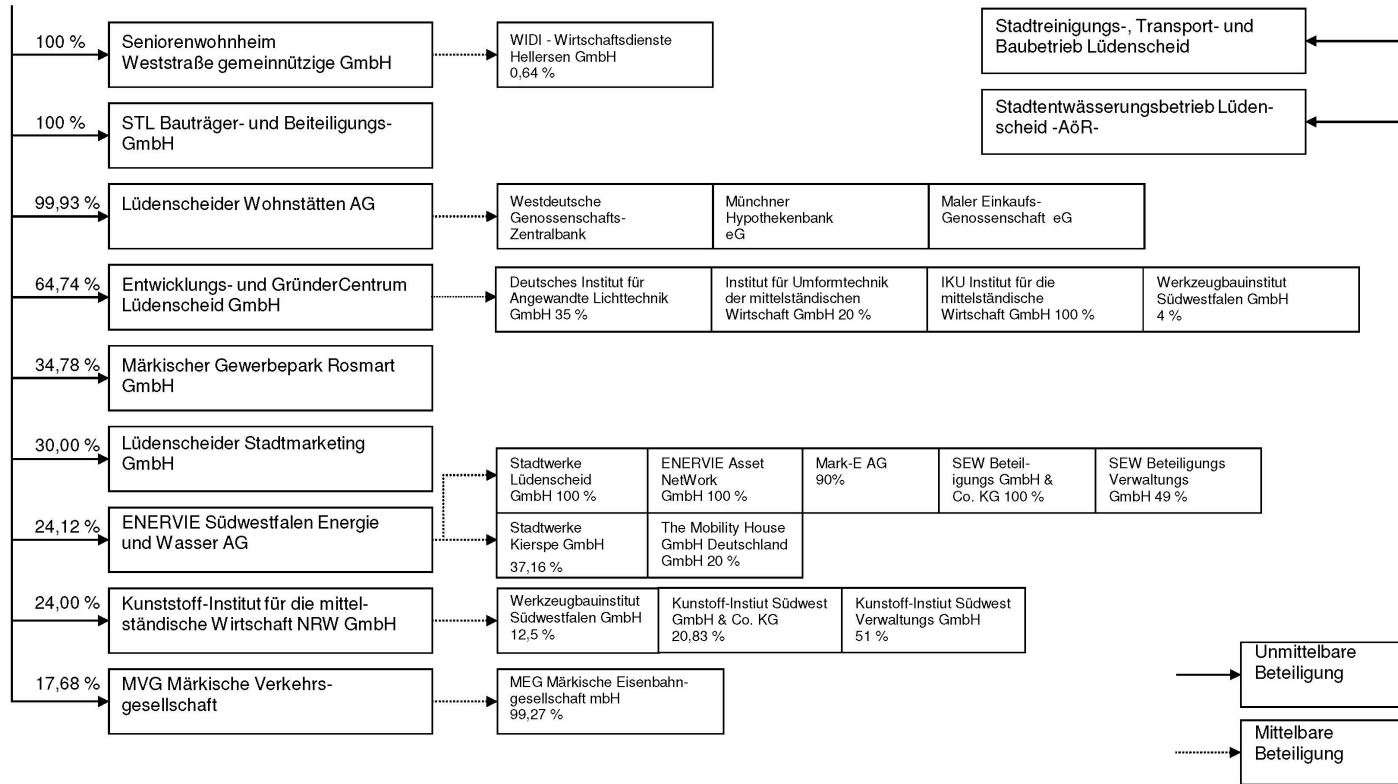 100 %
Seniorenwohnheim
Weststraße gemeinnützige GmbH
WIDI - Wirtschaftsdienste
Hellersen GmbH
0,64 %
Stadtreinigungs-, Transport- und
Baubetrieb Lüdenscheid
100 %
STL Bauträger- und Beiteiligungs-
GmbH
Stadtentwässerungsbetrieb Lüden-
scheid -AöR-
99,93 %
Lüdenscheider Wohnstätten AG
Westdeutsche
Genossenschafts-
Zentralbank
Münchner
Hypothekenbank
eG
Maler Einkaufs-
Genossenschaft eG
64,74 %
Entwicklungs- und GründerCentrum
Lüdenscheid GmbH
Deutsches Institut für
Angewandte Lichttechnik
GmbH 35 %
Institut für Umformtechnik
der mittelständischen
Wirtschaft GmbH 20 %
IKU Institut für die
mittelständische
Wirtschaft GmbH 100 %
Werkzeugbauinstitut
Südwestfalen GmbH
4 %
34,78 %
Märkischer Gewerbepark Rosmart
GmbH
30,00 %
Lüdenscheider Stadtmarketing
GmbH
24,12 %
ENERVIE Südwestfalen Energie
und Wasser AG
Stadtwerke
Lüdenscheid
GmbH 100 %
ENERVIE Asset
NetWork
GmbH 100 %
Mark-E AG
90%
SEW Beteil-
igungs GmbH &
Co. KG 100 %
SEW Beteiligungs
Verwaltungs
GmbH 49 %
Stadtwerke
Kierspe GmbH
37,16 %
The Mobility House
GmbH Deutschland
GmbH 20 %
24,00 %
Kunststoff-Institut für die mittel-
ständische Wirtschaft NRW GmbH
Werkzeugbauinstitut
Südwestfalen GmbH
12,5 %
Kunstoff-Instiut Südwest
GmbH & Co. KG
20,83 %
Kunstoff-Instiut Südwest
Verwaltungs GmbH
51 %
17,68 %
MVG Märkische Verkehrs-
gesellschaft
MEG Märkische Eisenbahn-
gesellschaft mbH
99,27 %
Unmittelbare
Beteiligung
Mittelbare
Beteiligung